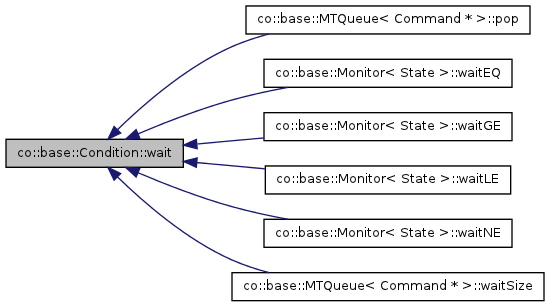 co::base::MTQueue< Command * >::pop
co::base::Monitor< State >::waitEQ
co::base::Monitor< State >::waitGE
co::base::Condition::wait
co::base::Monitor< State >::waitLE
co::base::Monitor< State >::waitNE
co::base::MTQueue< Command * >::waitSize